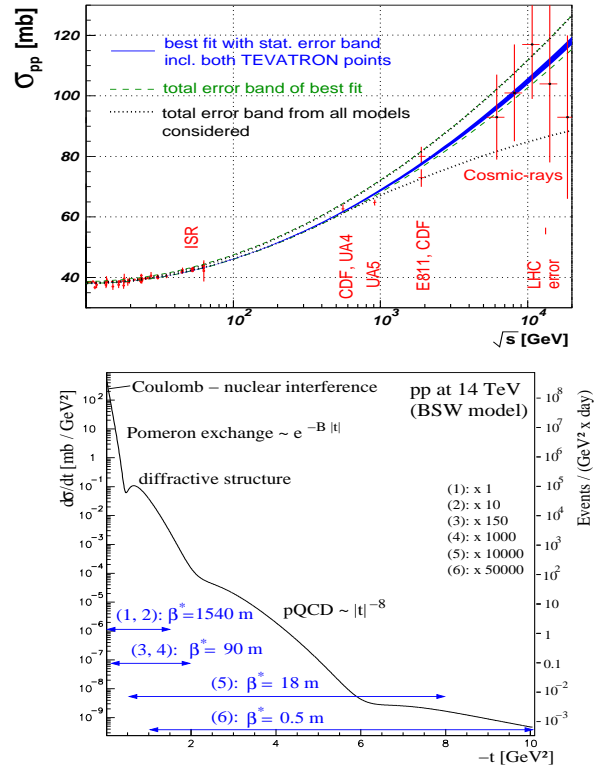 σpp [mb]
120
100
80
60
40
best fit with stat. error band
incl. both TEVATRON points
total error band of best fit
total error band from all models
considered
ISR
CDF, UA4
UA5
E811, CDF
Cosmic-rays
LHC
error
10²
10³
10⁴
√s [GeV]
dσ/dt [mb / GeV²]
10²
10
1
10⁻¹
10⁻²
10⁻³
10⁻⁴
10⁻⁵
10⁻⁶
10⁻⁷
10⁻⁸
10⁻⁹
Coulomb – nuclear interference
Pomeron exchange ~ e^−B |t|
diffractive structure
pp at 14 TeV
(BSW model)
(1): x 1
(2): x 10
(3): x 150
(4): x 1000
(5): x 10000
(6): x 50000
pQCD ~ |t|⁻⁸
(1, 2): β*=1540 m
(3, 4): β*= 90 m
(5): β*= 18 m
(6): β*= 0.5 m
2
4
6
8
10
−t [GeV²]
10⁸
10⁷
10⁶
10⁵
10⁴
10³
10²
10
1
0.1
10⁻²
10⁻³
Events / (GeV² x day)